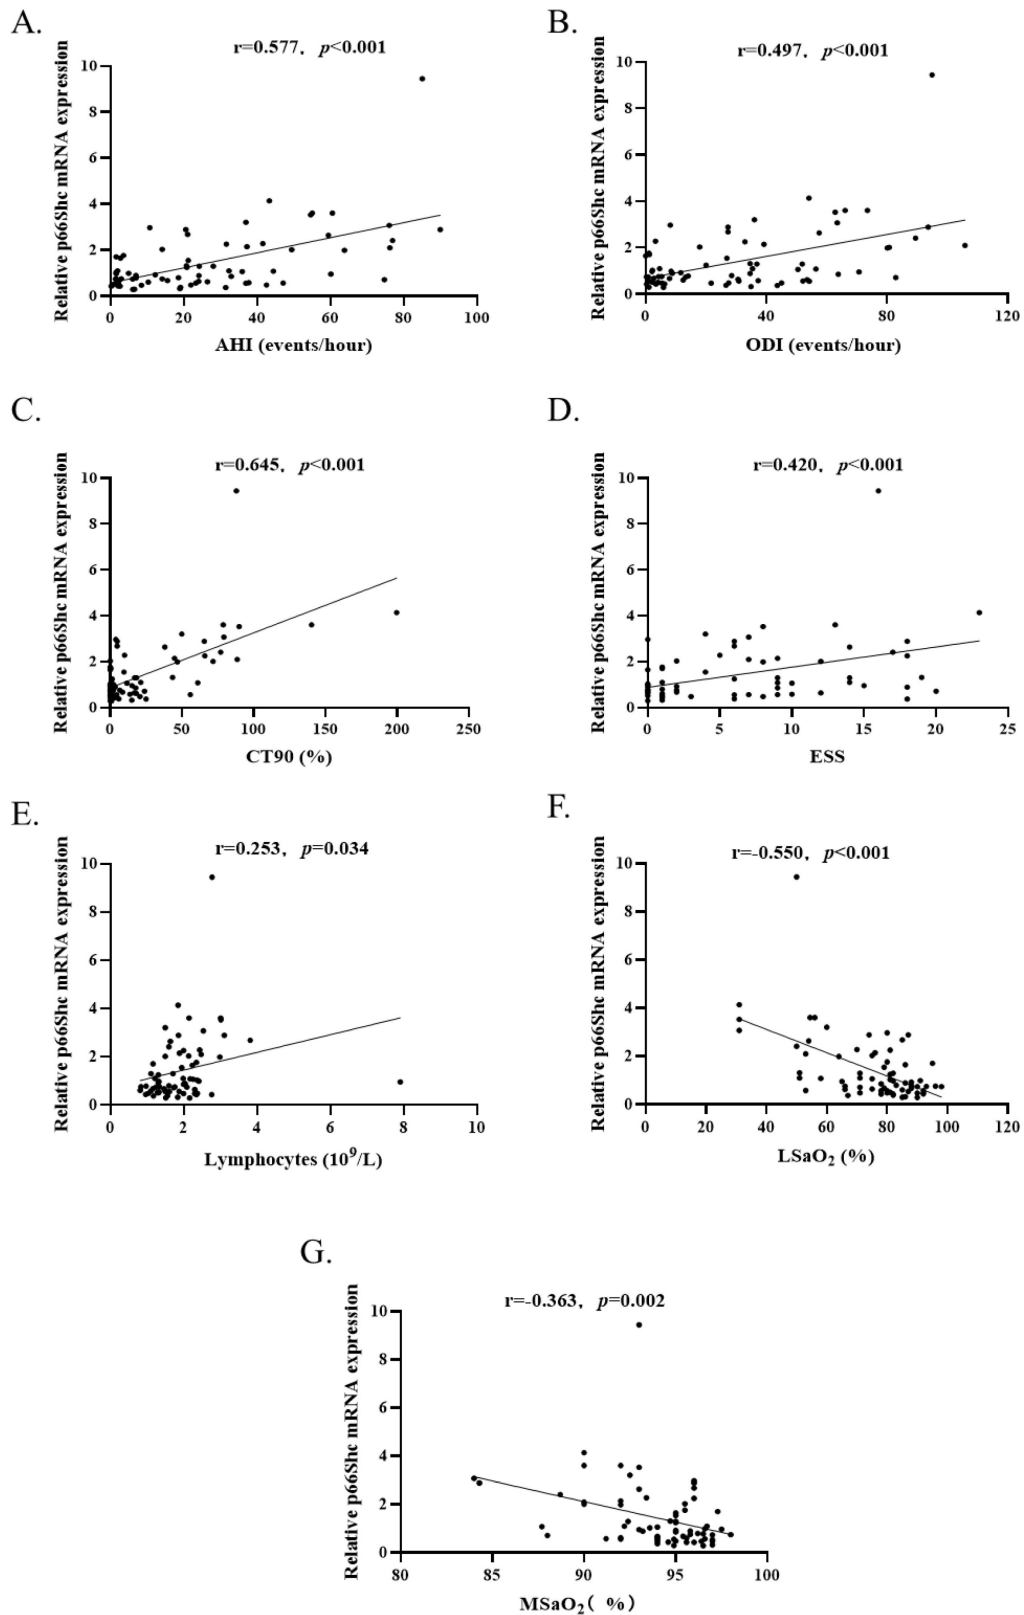 A.
r=0.577, p<0.001
Relative p66Shc mRNA expression
10
8
6
4
2
0
0 20 40 60 80 100
AHI (events/hour)
B.
r=0.497, p<0.001
Relative p66Shc mRNA expression
10
8
6
4
2
0
0 40 80 120
ODI (events/hour)
C.
r=0.645, p<0.001
Relative p66Shc mRNA expression
10
8
6
4
2
0
0 50 100 150 200 250
CT90 (%)
D.
r=0.420, p<0.001
Relative p66Shc mRNA expression
10
8
6
4
2
0
0 5 10 15 20 25
ESS
E.
r=0.253, p=0.034
Relative p66Shc mRNA expression
10
8
6
4
2
0
0 2 4 6 8 10
Lymphocytes (10⁹/L)
F.
r=-0.550, p<0.001
Relative p66Shc mRNA expression
10
8
6
4
2
0
0 20 40 60 80 100 120
LSaO₂ (%)
G.
r=-0.363, p=0.002
Relative p66Shc mRNA expression
10
8
6
4
2
0
80 85 90 95 100
MSaO₂( %)